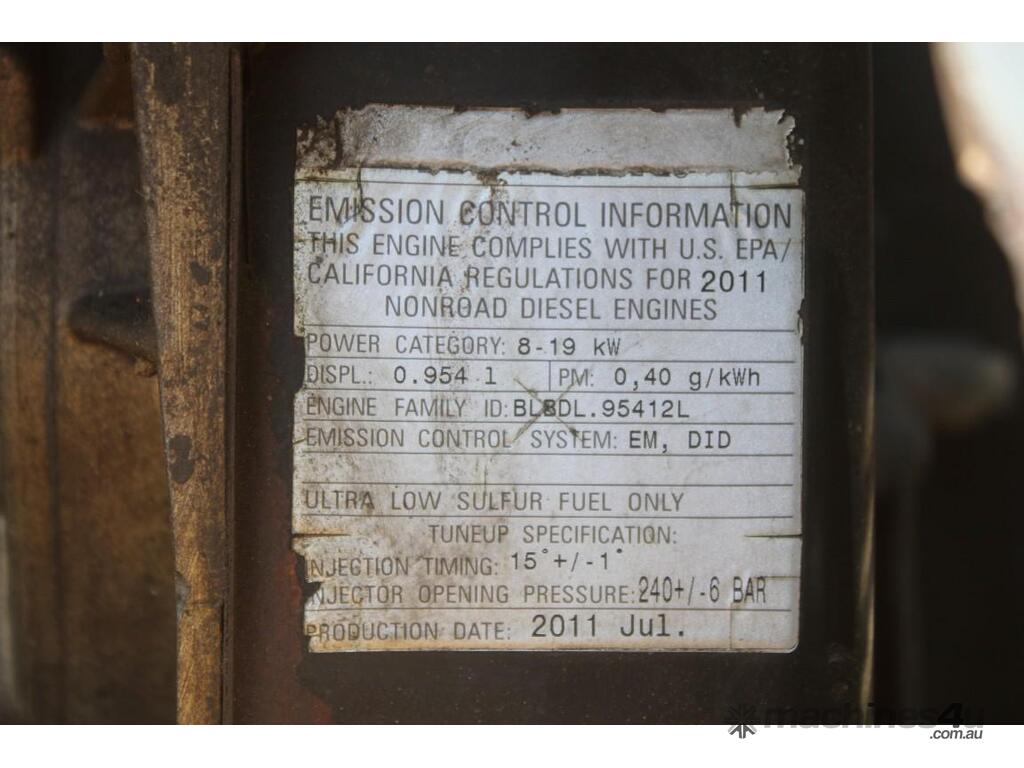 EMISSION CONTROL INFORMATION
THIS ENGINE COMPLIES WITH U.S. EPA/
CALIFORNIA REGULATIONS FOR 2011
NONROAD DIESEL ENGINES
POWER CATEGORY: 8-19 kW
DISPL.: 0.954 l PM: 0,40 g/kWh
ENGINE FAMILY ID: BL8DL.95412L
EMISSION CONTROL SYSTEM: EM, DID
ULTRA LOW SULFUR FUEL ONLY
TUNEUP SPECIFICATION:
INJECTION TIMING: 15°+/-1°
INJECTOR OPENING PRESSURE: 240+/-6 BAR
PRODUCTION DATE: 2011 Jul.
machines4u
.com.au